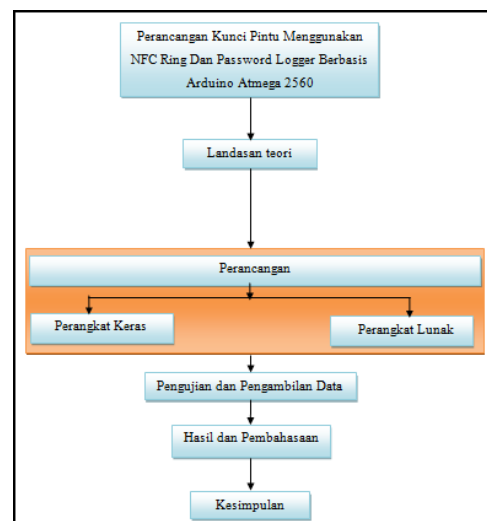 Perancangan Kunci Pintu Menggunakan
NFC Ring Dan Password Logger Berbasis
Arduino Atmega 2560
Landasan teori
Perancangan
Perangkat Keras
Perangkat Lunak
Pengujian dan Pengambilan Data
Hasil dan Pembahasaan
Kesimpulan